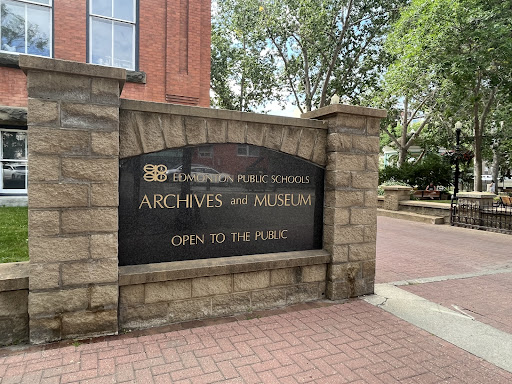 EDMONTON PUBLIC SCHOOLS
ARCHIVES and MUSEUM
OPEN TO THE PUBLIC